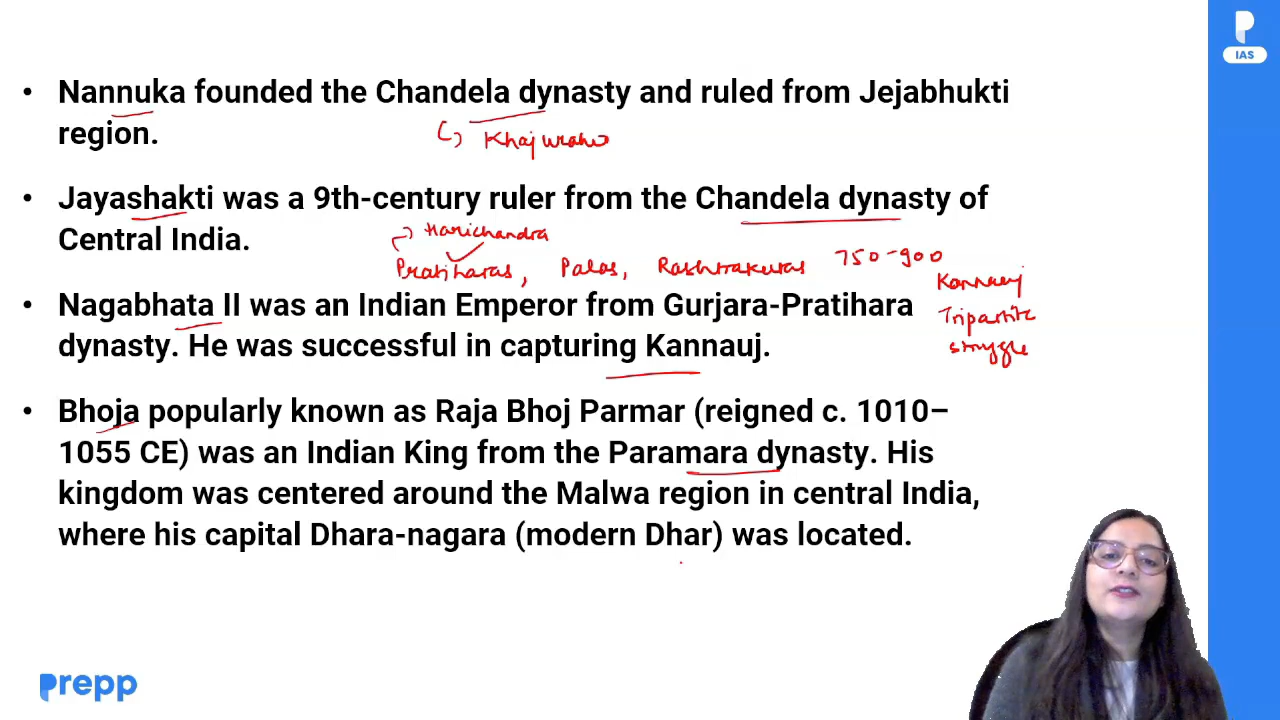 IAS
• Nannuka founded the Chandela dynasty and ruled from Jejabhukti
region.
Khajuraho
• Jayashakti was a 9th-century ruler from the Chandela dynasty of
Central India.
Harichandra
Pratiharas, Palas, Rashtrakutas 750-900
Kannauj
Tripartite
struggle
• Nagabhata II was an Indian Emperor from Gurjara-Pratihara
dynasty. He was successful in capturing Kannauj.
• Bhoja popularly known as Raja Bhoj Parmar (reigned c. 1010–
1055 CE) was an Indian King from the Paramara dynasty. His
kingdom was centered around the Malwa region in central India,
where his capital Dhara-nagara (modern Dhar) was located.
prepp